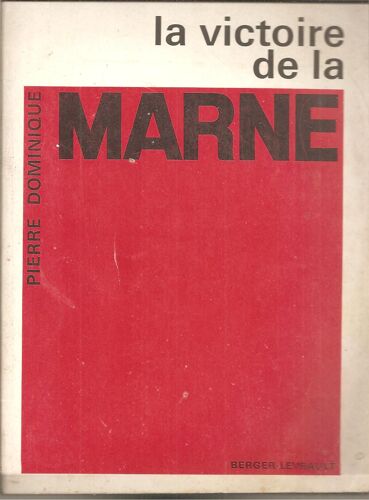 la victoire
de la
MARNE
PIERRE DOMINIQUE
BERGER LEVRAULT